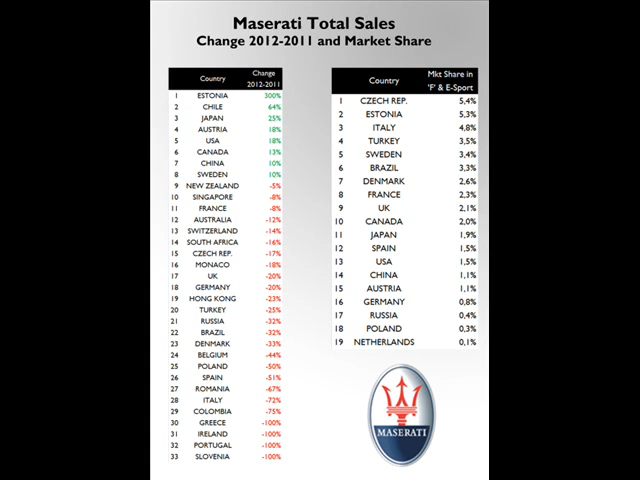 Maserati Total Sales
Change 2012-2011 and Market Share
Country Change 2012-2011
1 ESTONIA 300%
2 CHILE 64%
3 JAPAN 25%
4 AUSTRIA 18%
5 USA 18%
6 CANADA 13%
7 CHINA 10%
8 SWEDEN 10%
9 NEW ZEALAND -5%
10 SINGAPORE -8%
11 FRANCE -8%
12 AUSTRALIA -12%
13 SWITZERLAND -14%
14 SOUTH AFRICA -16%
15 CZECH REP. -17%
16 MONACO -18%
17 UK -20%
18 GERMANY -20%
19 HONG KONG -23%
20 TURKEY -25%
21 RUSSIA -32%
22 BRAZIL -32%
23 DENMARK -33%
24 BELGIUM -44%
25 POLAND -50%
26 SPAIN -51%
27 ROMANIA -67%
28 ITALY -72%
29 COLOMBIA -75%
30 GREECE -100%
31 IRELAND -100%
32 PORTUGAL -100%
33 SLOVENIA -100%
Country Mkt Share in 'F' & E-Sport
1 CZECH REP. 5,4%
2 ESTONIA 5,3%
3 ITALY 4,8%
4 TURKEY 3,5%
5 SWEDEN 3,4%
6 BRAZIL 3,3%
7 DENMARK 2,6%
8 FRANCE 2,3%
9 UK 2,1%
10 CANADA 2,0%
11 JAPAN 1,9%
12 SPAIN 1,5%
13 USA 1,5%
14 CHINA 1,1%
15 AUSTRIA 1,1%
16 GERMANY 0,8%
17 RUSSIA 0,4%
18 POLAND 0,3%
19 NETHERLANDS 0,1%
MASERATI